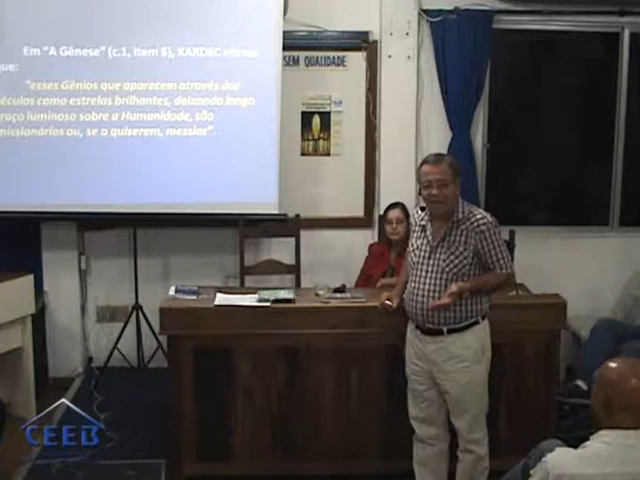 Em "A Gênese" (c.1, item 6), KARDEC afirma
que:
"esses Gênios que aparecem através dos
séculos como estrelas brilhantes, deixando longo
traço luminoso sobre a Humanidade, são
missionários ou, se o quiserem, messias".
SEM QUALIDADE
CEEB